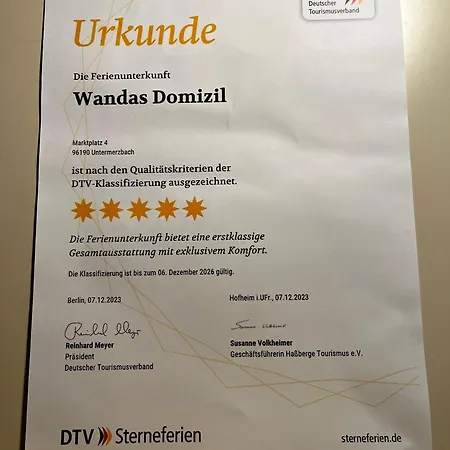 Deutscher
Tourismusverband
Urkunde
Die Ferienunterkunft
Wandas Domizil
Marktplatz 4
96190 Untermerzbach
ist nach den Qualitätskriterien der
DTV-Klassifizierung ausgezeichnet.
Die Ferienunterkunft bietet eine erstklassige
Gesamtausstattung mit exklusivem Komfort.
Die Klassifizierung ist bis zum 06. Dezember 2026 gültig.
Berlin, 07.12.2023
Hofheim i.UFr., 07.12.2023
Reinhard Meyer
Präsident
Deutscher Tourismusverband
Susanne Volkheimer
Geschäftsführerin Haßberge Tourismus e.V.
DTV Sterneferien
sterneferien.de